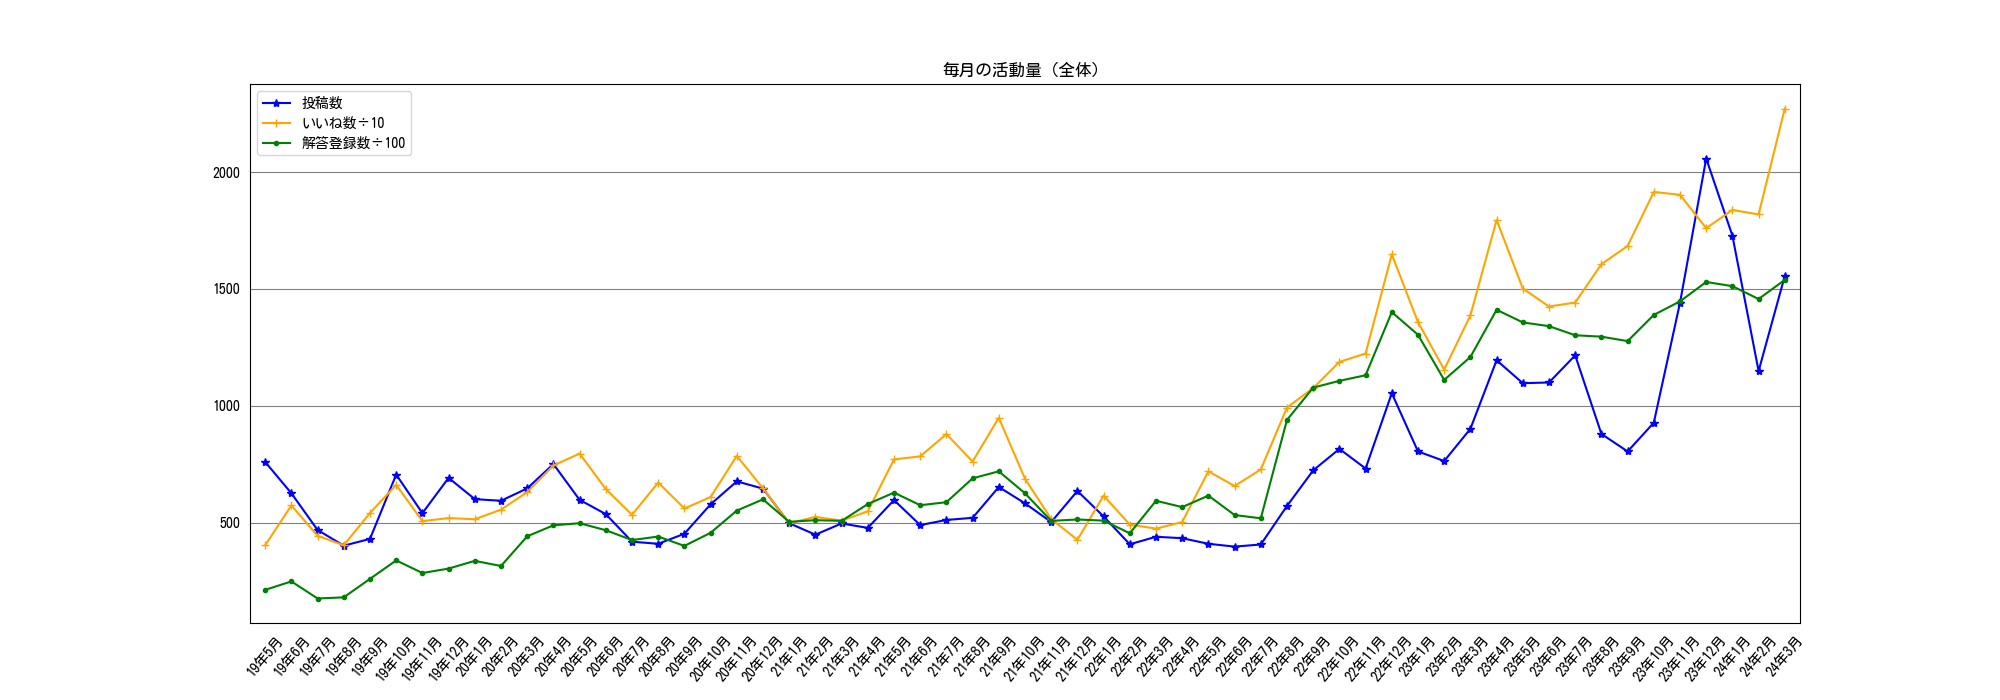 毎月の活動量（全体）
投稿数
いいね数÷10
解答登録数÷100
2000
1500
1000
500
19年5月
19年6月
19年7月
19年8月
19年9月
19年10月
19年11月
19年12月
20年1月
20年2月
20年3月
20年4月
20年5月
20年6月
20年7月
20年8月
20年9月
20年10月
20年11月
20年12月
21年1月
21年2月
21年3月
21年4月
21年5月
21年6月
21年7月
21年8月
21年9月
21年10月
21年11月
21年12月
22年1月
22年2月
22年3月
22年4月
22年5月
22年6月
22年7月
22年8月
22年9月
22年10月
22年11月
22年12月
23年1月
23年2月
23年3月
23年4月
23年5月
23年6月
23年7月
23年8月
23年9月
23年10月
23年11月
23年12月
24年1月
24年2月
24年3月